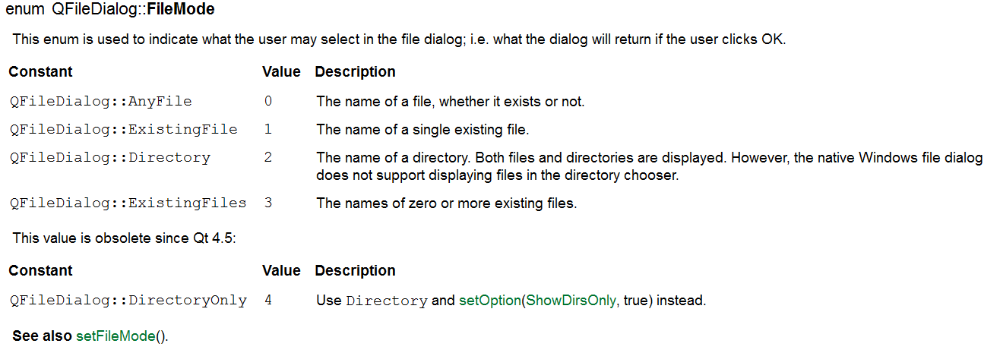 enum QFileDialog::FileMode
This enum is used to indicate what the user may select in the file dialog; i.e. what the dialog will return if the user clicks OK.
Constant Value Description
QFileDialog::AnyFile 0 The name of a file, whether it exists or not.
QFileDialog::ExistingFile 1 The name of a single existing file.
QFileDialog::Directory 2 The name of a directory. Both files and directories are displayed. However, the native Windows file dialog
does not support displaying files in the directory chooser.
QFileDialog::ExistingFiles 3 The names of zero or more existing files.
This value is obsolete since Qt 4.5:
Constant Value Description
QFileDialog::DirectoryOnly 4 Use Directory and setOption(ShowDirsOnly, true) instead.
See also setFileMode().